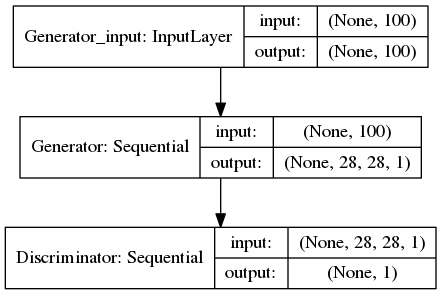 Generator_input: InputLayer
input: (None, 100)
output: (None, 100)
Generator: Sequential
input: (None, 100)
output: (None, 28, 28, 1)
Discriminator: Sequential
input: (None, 28, 28, 1)
output: (None, 1)